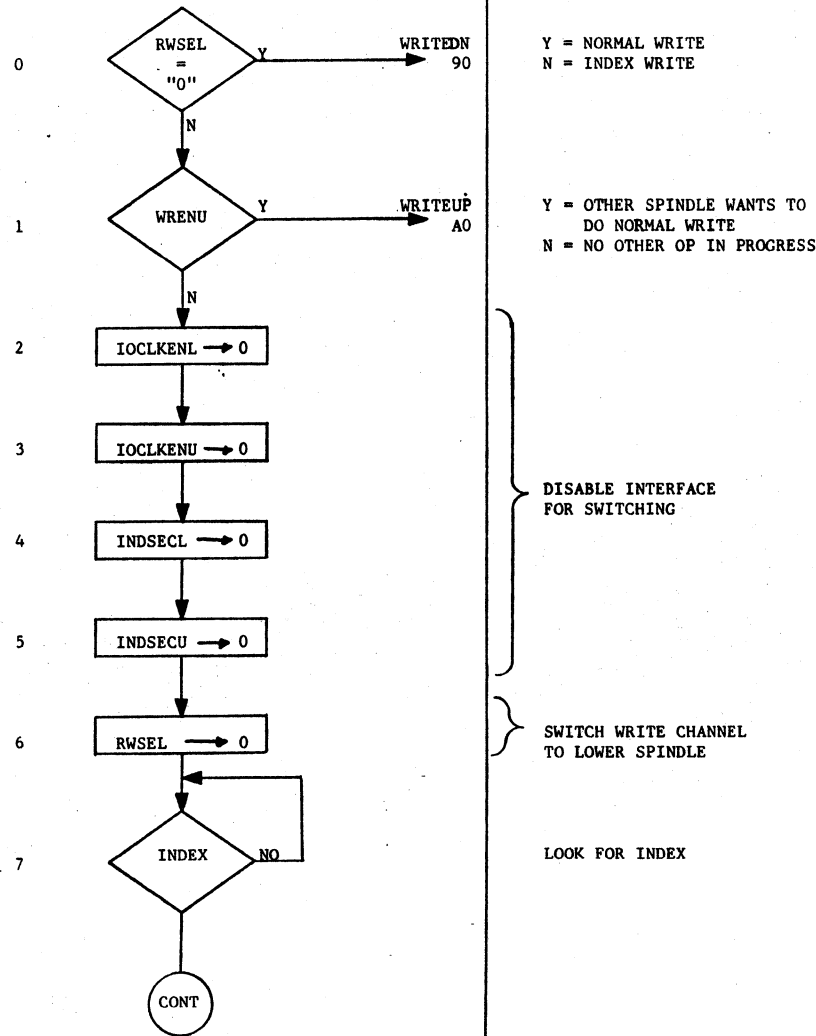 0
RWSEL
=
"0"
Y
WRITEDN
90
Y = NORMAL WRITE
N = INDEX WRITE
N
1
WRENU
Y
WRITEUP
A0
Y = OTHER SPINDLE WANTS TO
DO NORMAL WRITE
N = NO OTHER OP IN PROGRESS
N
2
IOCLKENL → 0
3
IOCLKENU → 0
DISABLE INTERFACE
FOR SWITCHING
4
INDSECL → 0
5
INDSECU → 0
6
RWSEL → 0
SWITCH WRITE CHANNEL
TO LOWER SPINDLE
7
INDEX
NO
LOOK FOR INDEX
CONT